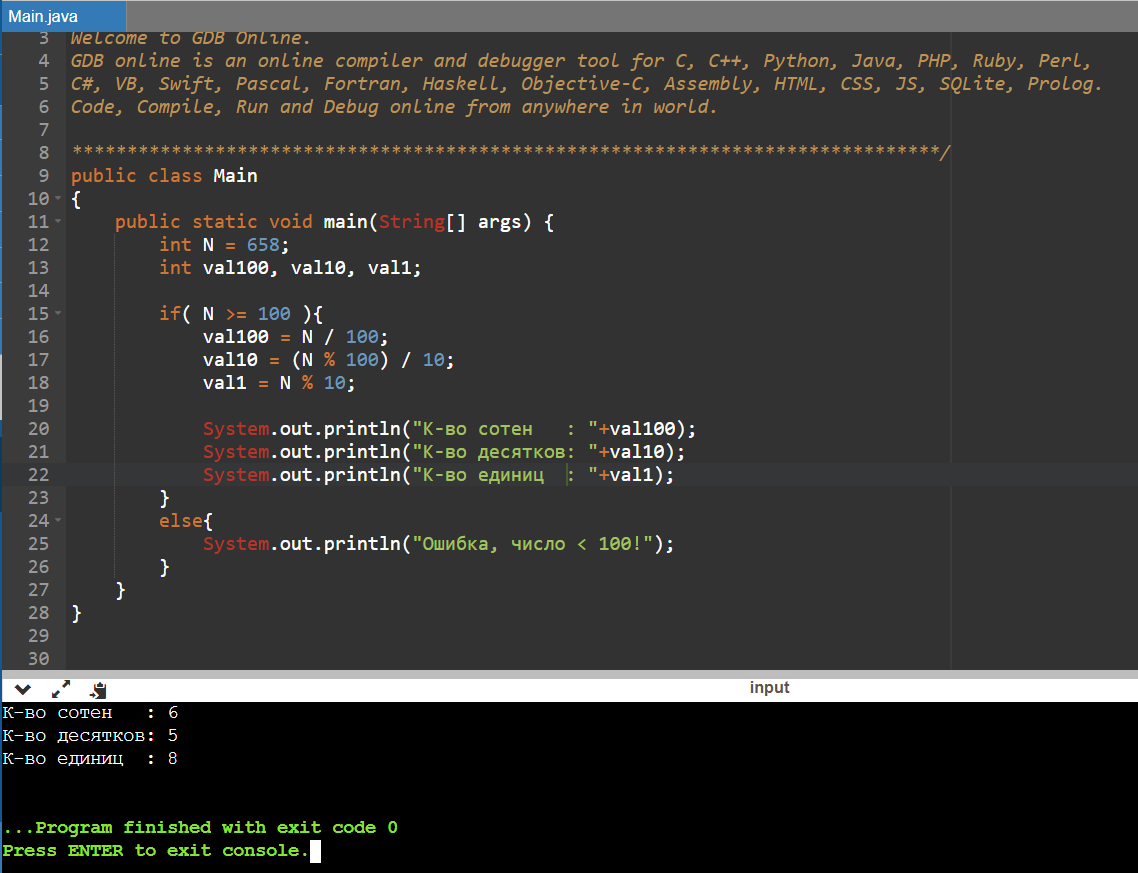 Main.java
3 Welcome to GDB Online.
4 GDB online is an online compiler and debugger tool for C, C++, Python, Java, PHP, Ruby, Perl,
5 C#, VB, Swift, Pascal, Fortran, Haskell, Objective-C, Assembly, HTML, CSS, JS, SQLite, Prolog.
6 Code, Compile, Run and Debug online from anywhere in world.
7
8 *******************************************************************************/
9 public class Main
10 {
11     public static void main(String[] args) {
12         int N = 658;
13         int val100, val10, val1;
14
15         if( N >= 100 ){
16             val100 = N / 100;
17             val10 = (N % 100) / 10;
18             val1 = N % 10;
19
20             System.out.println("К-во сотен   : "+val100);
21             System.out.println("К-во десятков: "+val10);
22             System.out.println("К-во единиц  : "+val1);
23         }
24         else{
25             System.out.println("Ошибка, число < 100!");
26         }
27     }
28 }
29
30
input
К-во сотен   : 6
К-во десятков: 5
К-во единиц  : 8
...Program finished with exit code 0
Press ENTER to exit console.